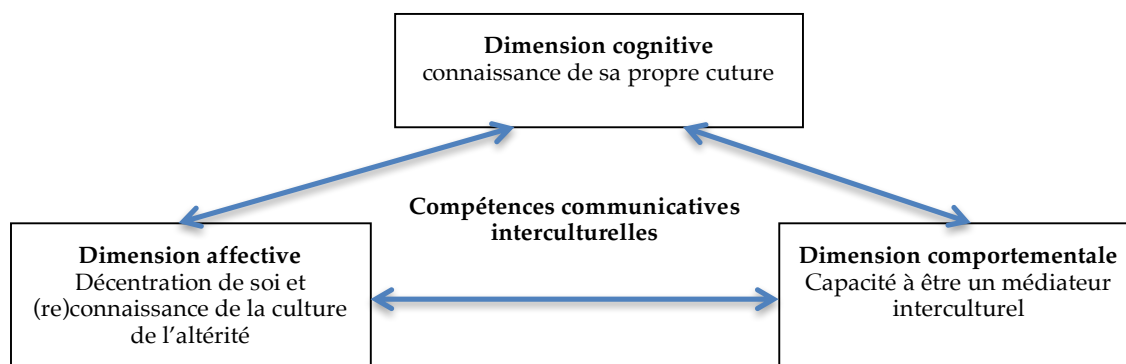 Dimension cognitive
connaissance de sa propre cuture
Compétences communicatives
interculturelles
Dimension affective
Décentration de soi et
(re)connaissance de la culture
de l'altérité
Dimension comportementale
Capacité à être un médiateur
interculturel